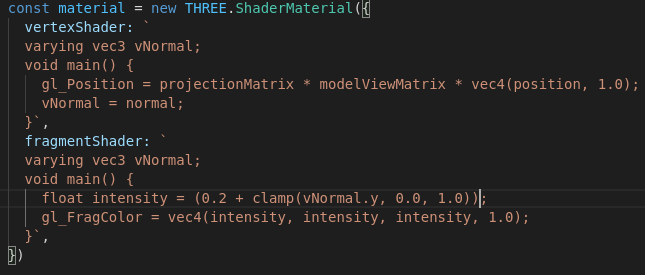 const material = new THREE.ShaderMaterial({
  vertexShader: `
  varying vec3 vNormal;
  void main() {
    gl_Position = projectionMatrix * modelViewMatrix * vec4(position, 1.0);
    vNormal = normal;
  }`,
  fragmentShader: `
  varying vec3 vNormal;
  void main() {
    float intensity = (0.2 + clamp(vNormal.y, 0.0, 1.0));
    gl_FragColor = vec4(intensity, intensity, intensity, 1.0);
  }`,
})